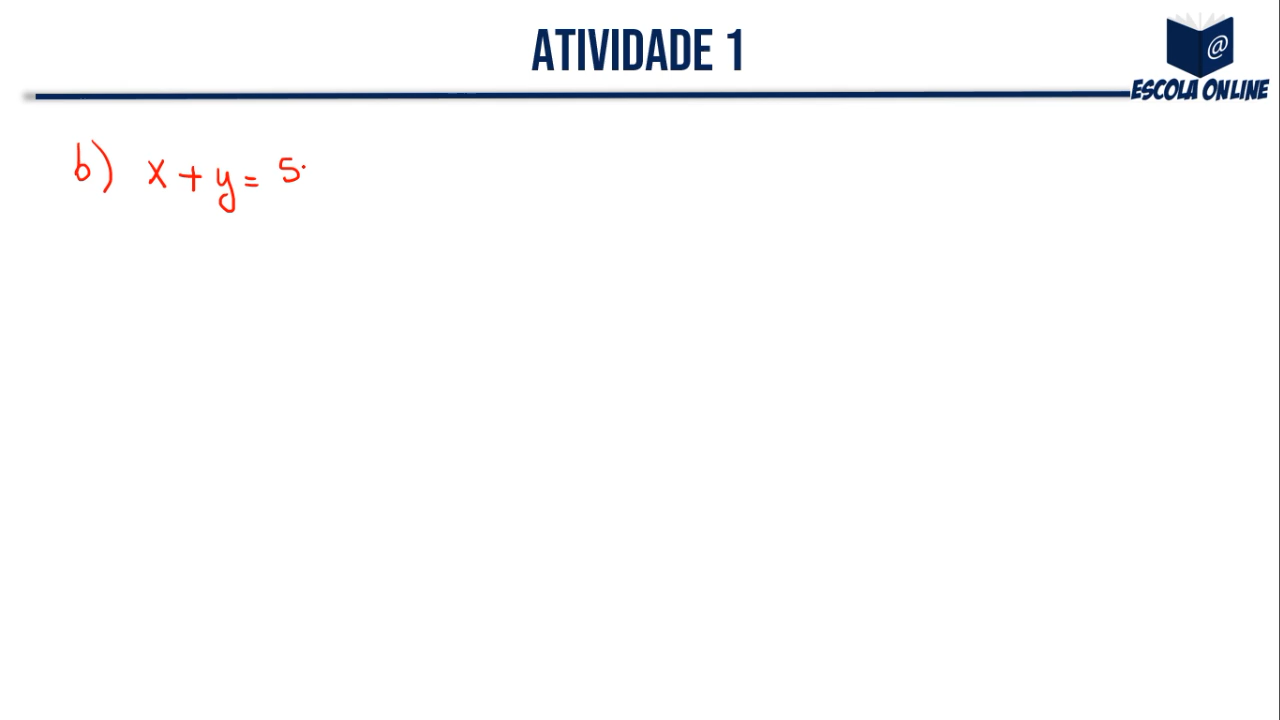 ATIVIDADE 1
@
ESCOLA ONLINE
b) x + y = 5.